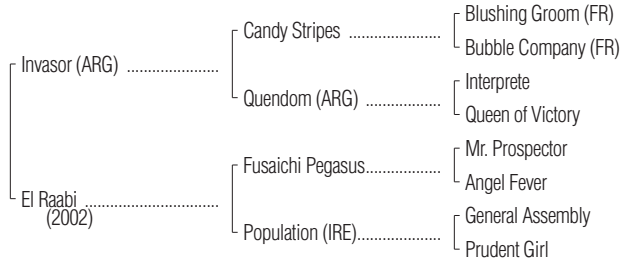 Blushing Groom (FR)
Candy Stripes ....................
Bubble Company (FR)
Invasor (ARG) ....................
Interprete
Quendom (ARG) ................
Queen of Victory
Mr. Prospector
Fusaichi Pegasus................
Angel Fever
El Raabi .............................
(2002)
General Assembly
Population (IRE)..................
Prudent Girl